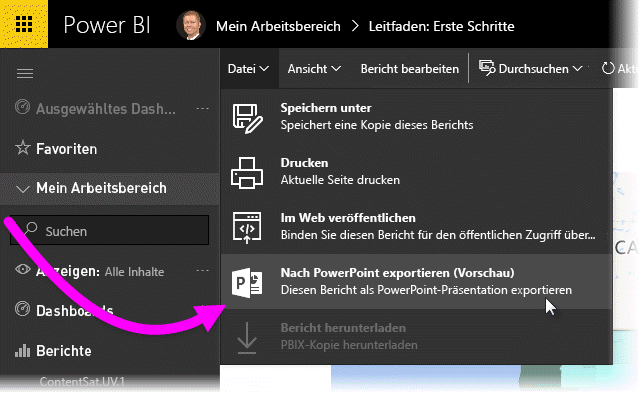 Power BI
Mein Arbeitsbereich > Leitfaden: Erste Schritte
Datei Ansicht Bericht bearbeiten Durchsuchen
Ausgewähltes Dash...
Favoriten
Mein Arbeitsbereich
Suchen
Anzeigen: Alle Inhalte
Dashboards
Berichte
ContentSat.UV.1
Speichern unter
Speichert eine Kopie dieses Berichts
Drucken
Aktuelle Seite drucken
Im Web veröffentlichen
Binden Sie diesen Bericht für den öffentlichen Zugriff über...
Nach PowerPoint exportieren (Vorschau)
Diesen Bericht als PowerPoint-Präsentation exportieren
Bericht herunterladen
PBIX-Kopie herunterladen
CA